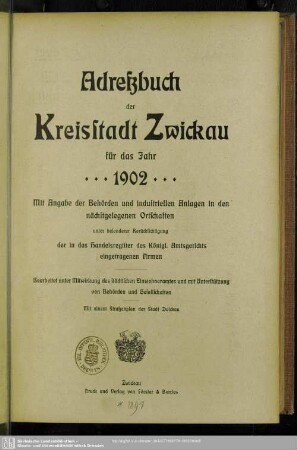 Adreßbuch
der
Kreisstadt Zwickau
für das Jahr
••• 1902 •••
Mit Angabe der Behörden und industriellen Anlagen in den
nächstgelegenen Ortschaften
unter besonderer Berücksichtigung
der in das Handelsregister des Königl. Amtsgerichts
eingetragenen Firmen
Bearbeitet unter Mitwirkung des städtischen Einwohneramtes und mit Unterstützung
von Behörden und Gesellschaften
Mit einem Straßenplan der Stadt Zwickau
Zwickau
Druck und Verlag von Förster & Borries.